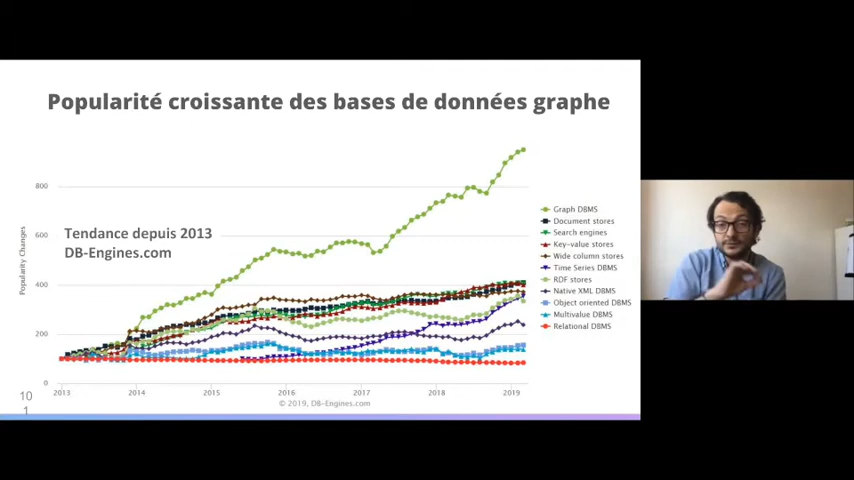 Popularité croissante des bases de données graphe
800
600
400
200
0
Popularity Changes
Tendance depuis 2013
DB-Engines.com
2013
2014
2015
2016
2017
2018
2019
© 2019, DB-Engines.com
Graph DBMS
Document stores
Search engines
Key-value stores
Wide column stores
Time Series DBMS
RDF stores
Native XML DBMS
Object oriented DBMS
Multivalue DBMS
Relational DBMS
10
1